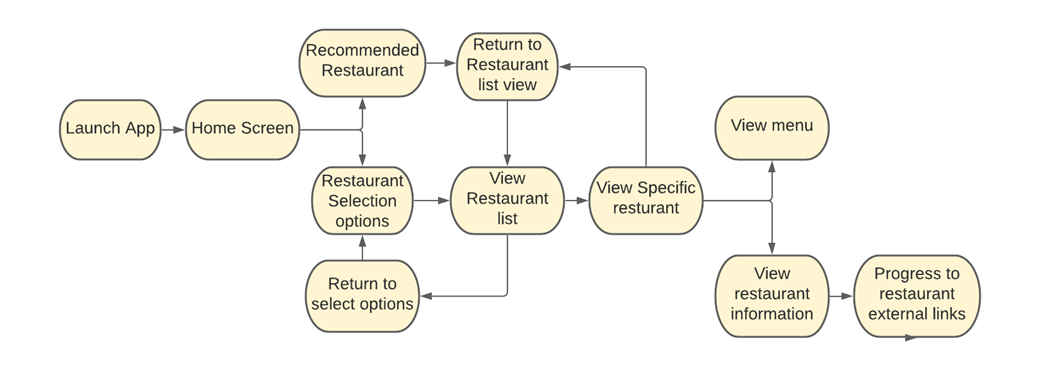 Recommended
Restaurant
Return to
Restaurant
list view
Launch App
Home Screen
View menu
Restaurant
Selection
options
View
Restaurant
list
View Specific
resturant
Return to
select options
View
restaurant
information
Progress to
restaurant
external links